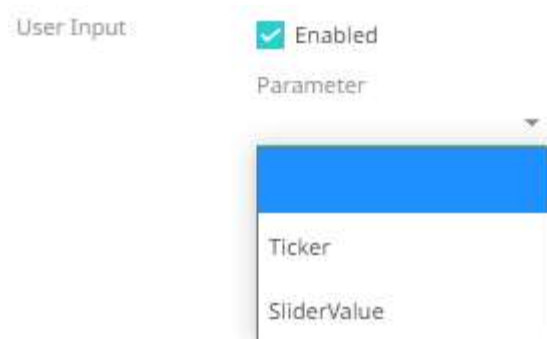 User Input
Enabled
Parameter
Ticker
SliderValue